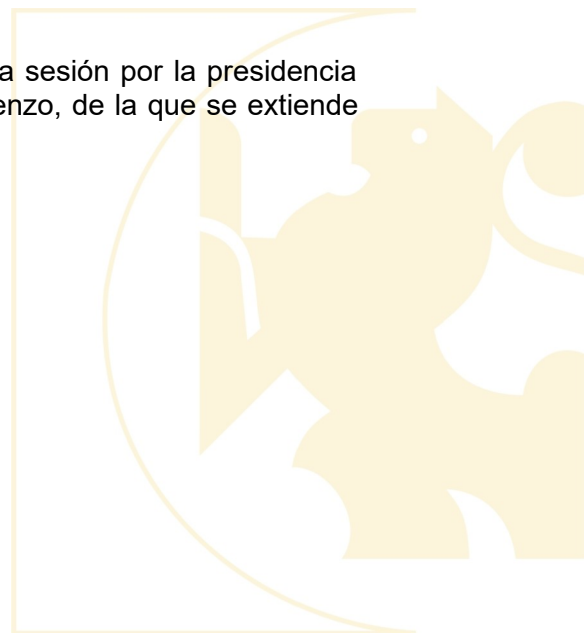 a sesión por la presidencia
enzo, de la que se extiende